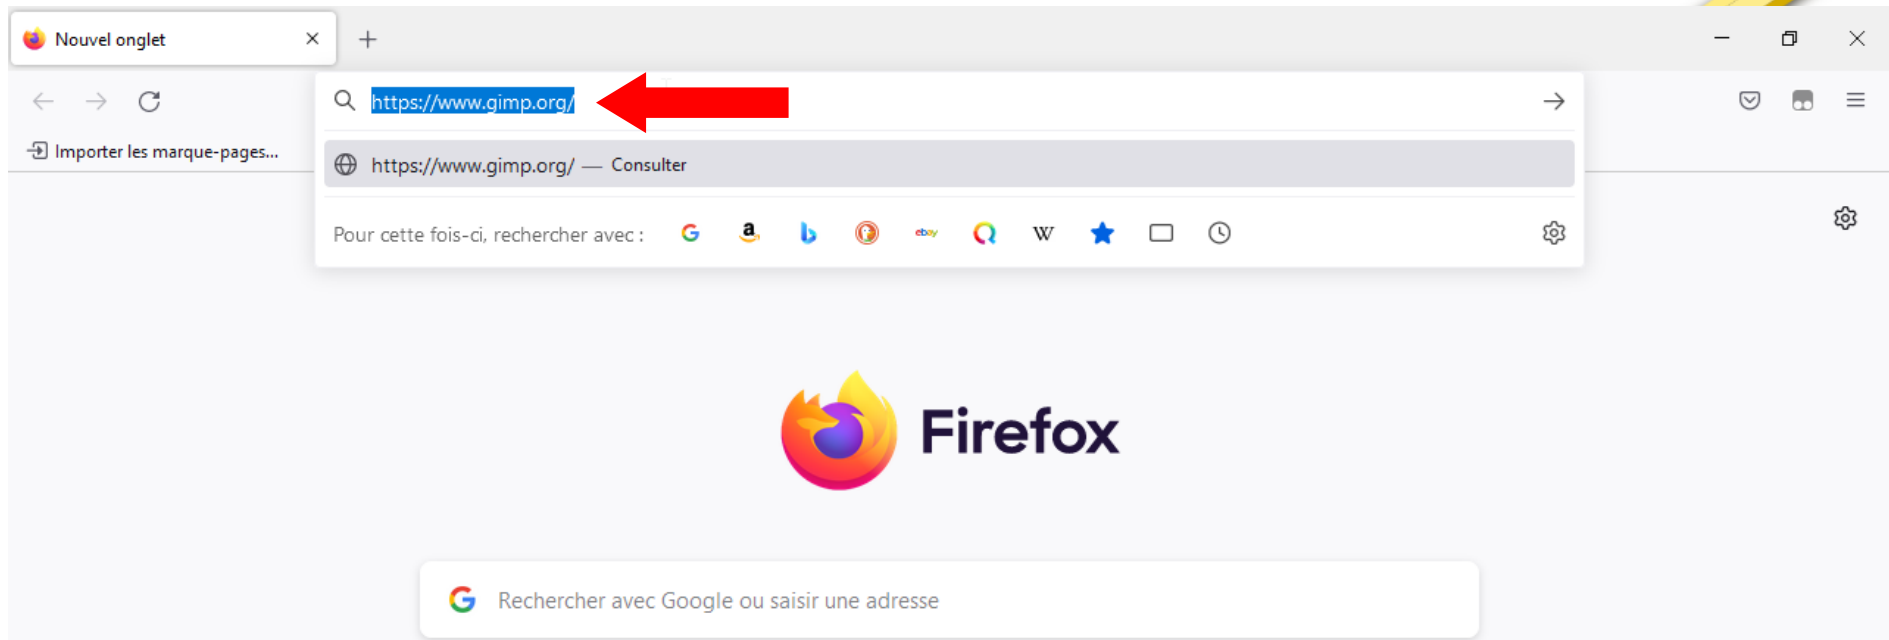 Nouvel onglet
https://www.gimp.org/
Importer les marque-pages...
https://www.gimp.org/ — Consulter
Pour cette fois-ci, rechercher avec : G a b ebay W
Firefox
G Rechercher avec Google ou saisir une adresse